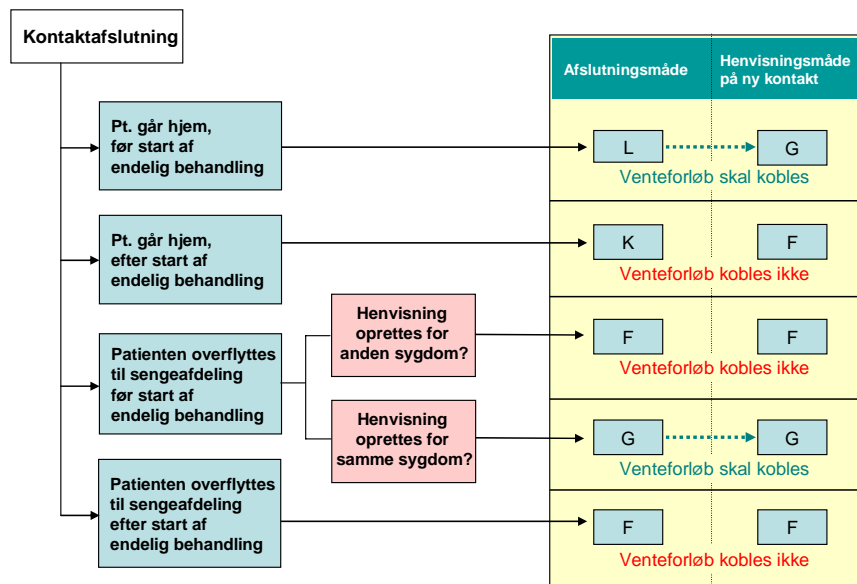 Kontaktafslutning
Afslutningsmåde
Henvisningsmåde
på ny kontakt
Pt. går hjem,
før start af
endelig behandling
L
G
Venteforløb skal kobles
Pt. går hjem,
efter start af
endelig behandling
K
F
Venteforløb kobles ikke
Patienten overflyttes
til sengeafdeling
før start af
endelig behandling
Henvisning
oprettes for
anden sygdom?
F
F
Venteforløb kobles ikke
Henvisning
oprettes for
samme sygdom?
G
G
Venteforløb skal kobles
Patienten overflyttes
til sengeafdeling
efter start af
endelig behandling
F
F
Venteforløb kobles ikke